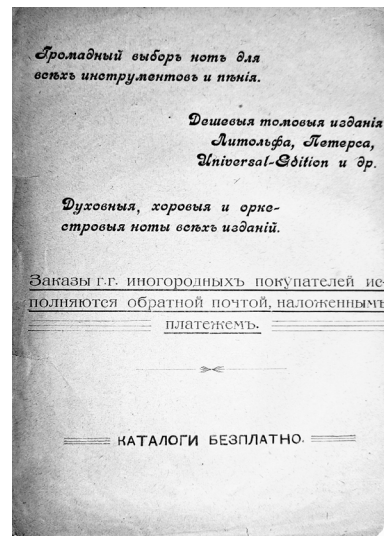 Громадный выборъ нотъ для
всѣхъ инструментовъ и пѣнія.
Дешевыя томовыя изданія
Литольфа, Петерса,
Universal-Edition и др.
Духовныя, хоровыя и орке-
стровыя ноты всѣхъ изданій.
Заказы г.г. иногородныхъ покупателей ис-
полняются обратной почтой, наложеннымъ
платежемъ.
КАТАЛОГИ БЕЗПЛАТНО.